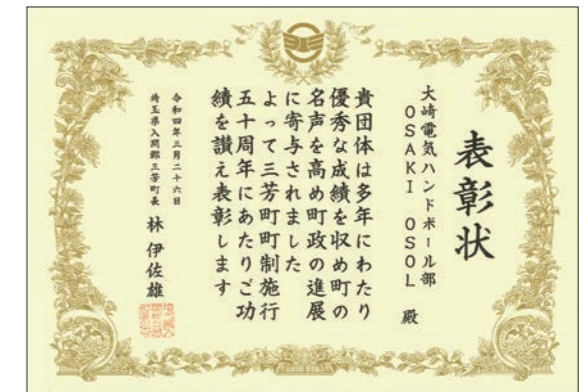 表彰状
大崎電気ハンドボール部
OSAKI OSOL 殿
貴団体は多年にわたり
優秀な成績を収め町の
名声を高め町政の進展
に寄与されました
よって三芳町町制施行
五十周年にあたりご功
績を讃え表彰します
令和四年三月二十六日
埼玉県入間郡三芳町長 林 伊佐雄